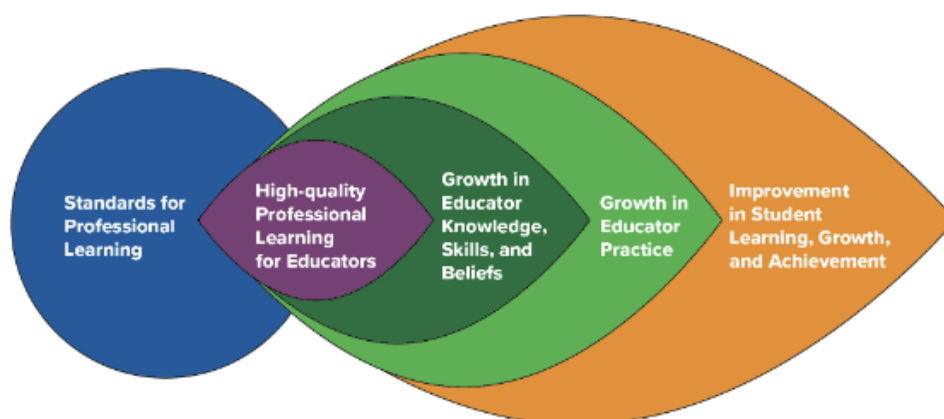 Standards for
Professional
Learning
High-quality
Professional
Learning
for Educators
Growth in
Educator
Knowledge,
Skills, and
Beliefs
Growth in
Educator
Practice
Improvement
in Student
Learning, Growth,
and Achievement